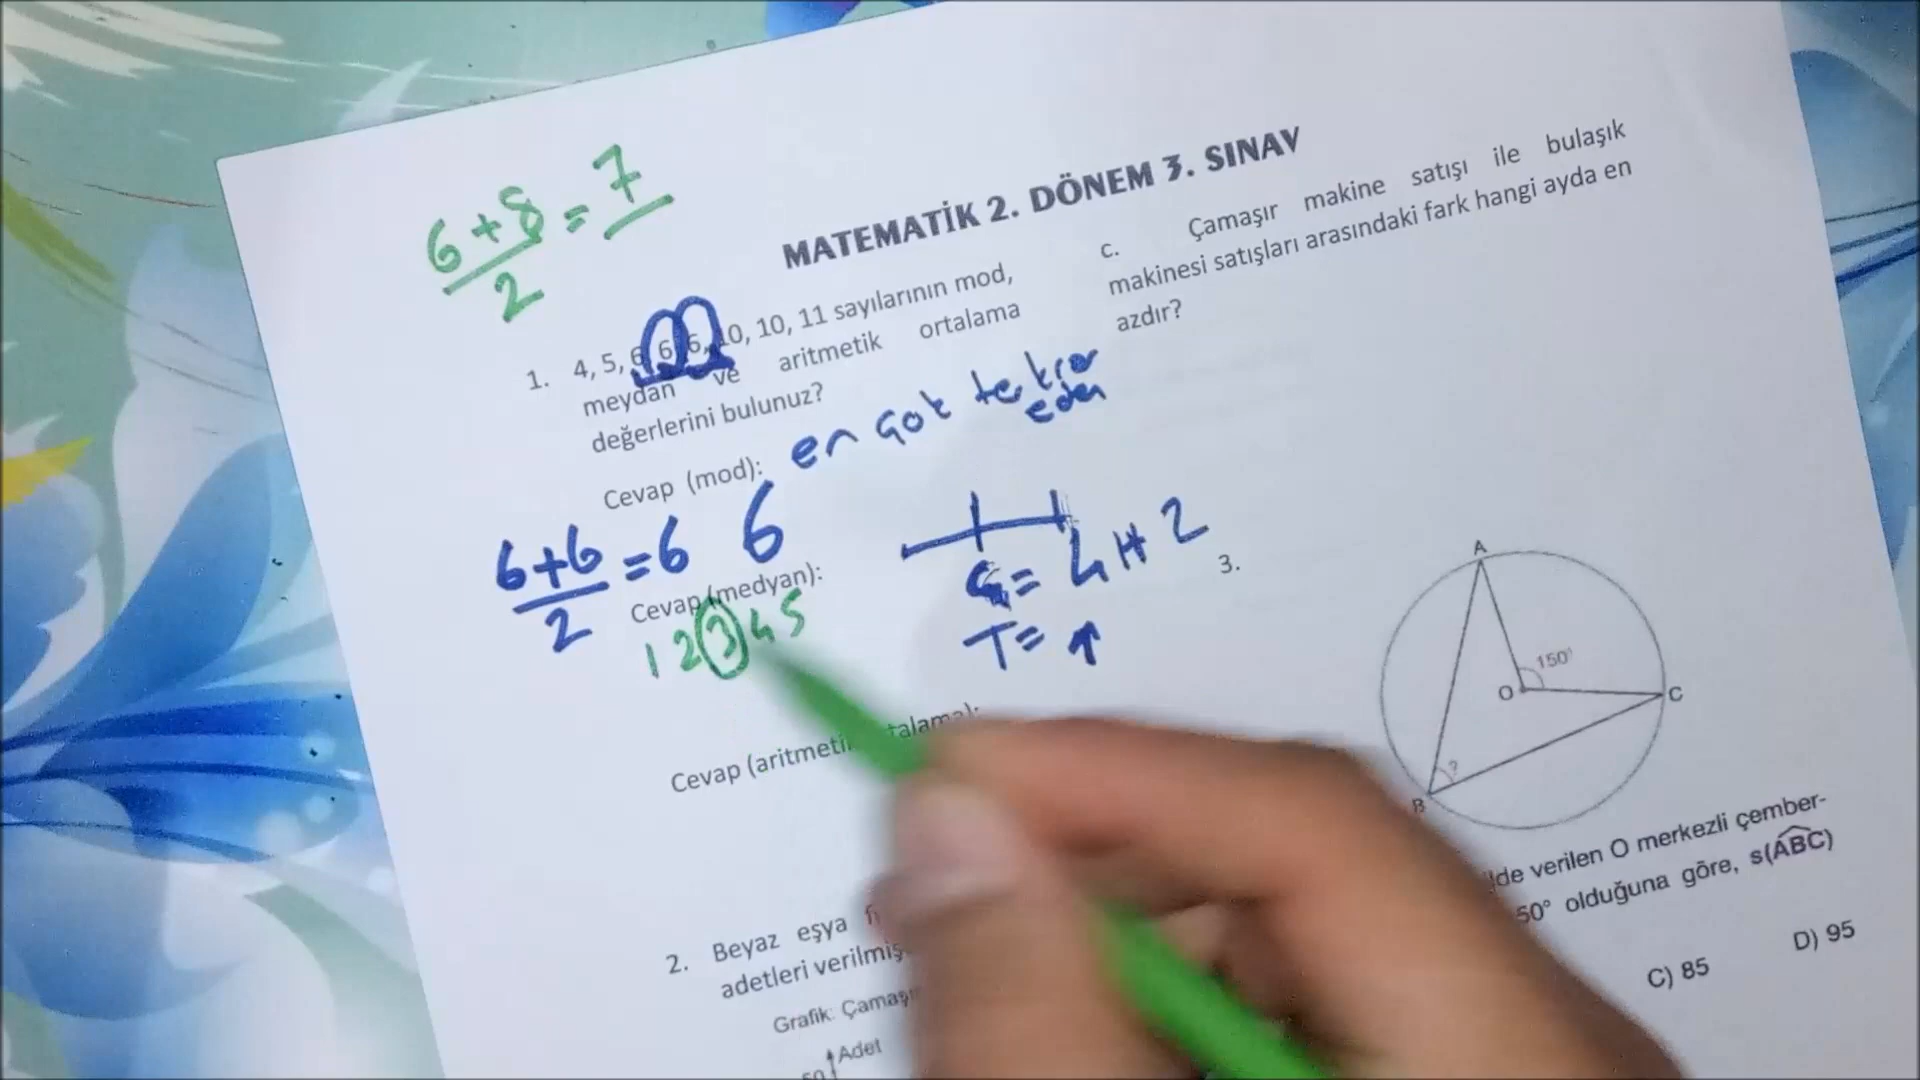 6+8 = 7
2
MATEMATİK 2. DÖNEM 3. SINAV
1. 4, 5, 6, 6, 6, 10, 10, 11 sayılarının mod,
meydan ve aritmetik ortalama
değerlerini bulunuz?
Cevap (mod): en çok tekrar
eden
6+6 = 6 6
2
Cevap (medyan):
1 2 3 4 5
Ç = 4 2
T = ↑
Cevap (aritmetik
2. Beyaz eşya
adetleri verilmiş
Grafik:
Adet
c. Çamaşır makine satışı ile bulaşık
makinesi satışları arasındaki fark hangi ayda en
azdır?
3.
A
150°
O
C
?
B
verilen O merkezli çember-
olduğuna göre, s(ABC)
C) 85
D) 95